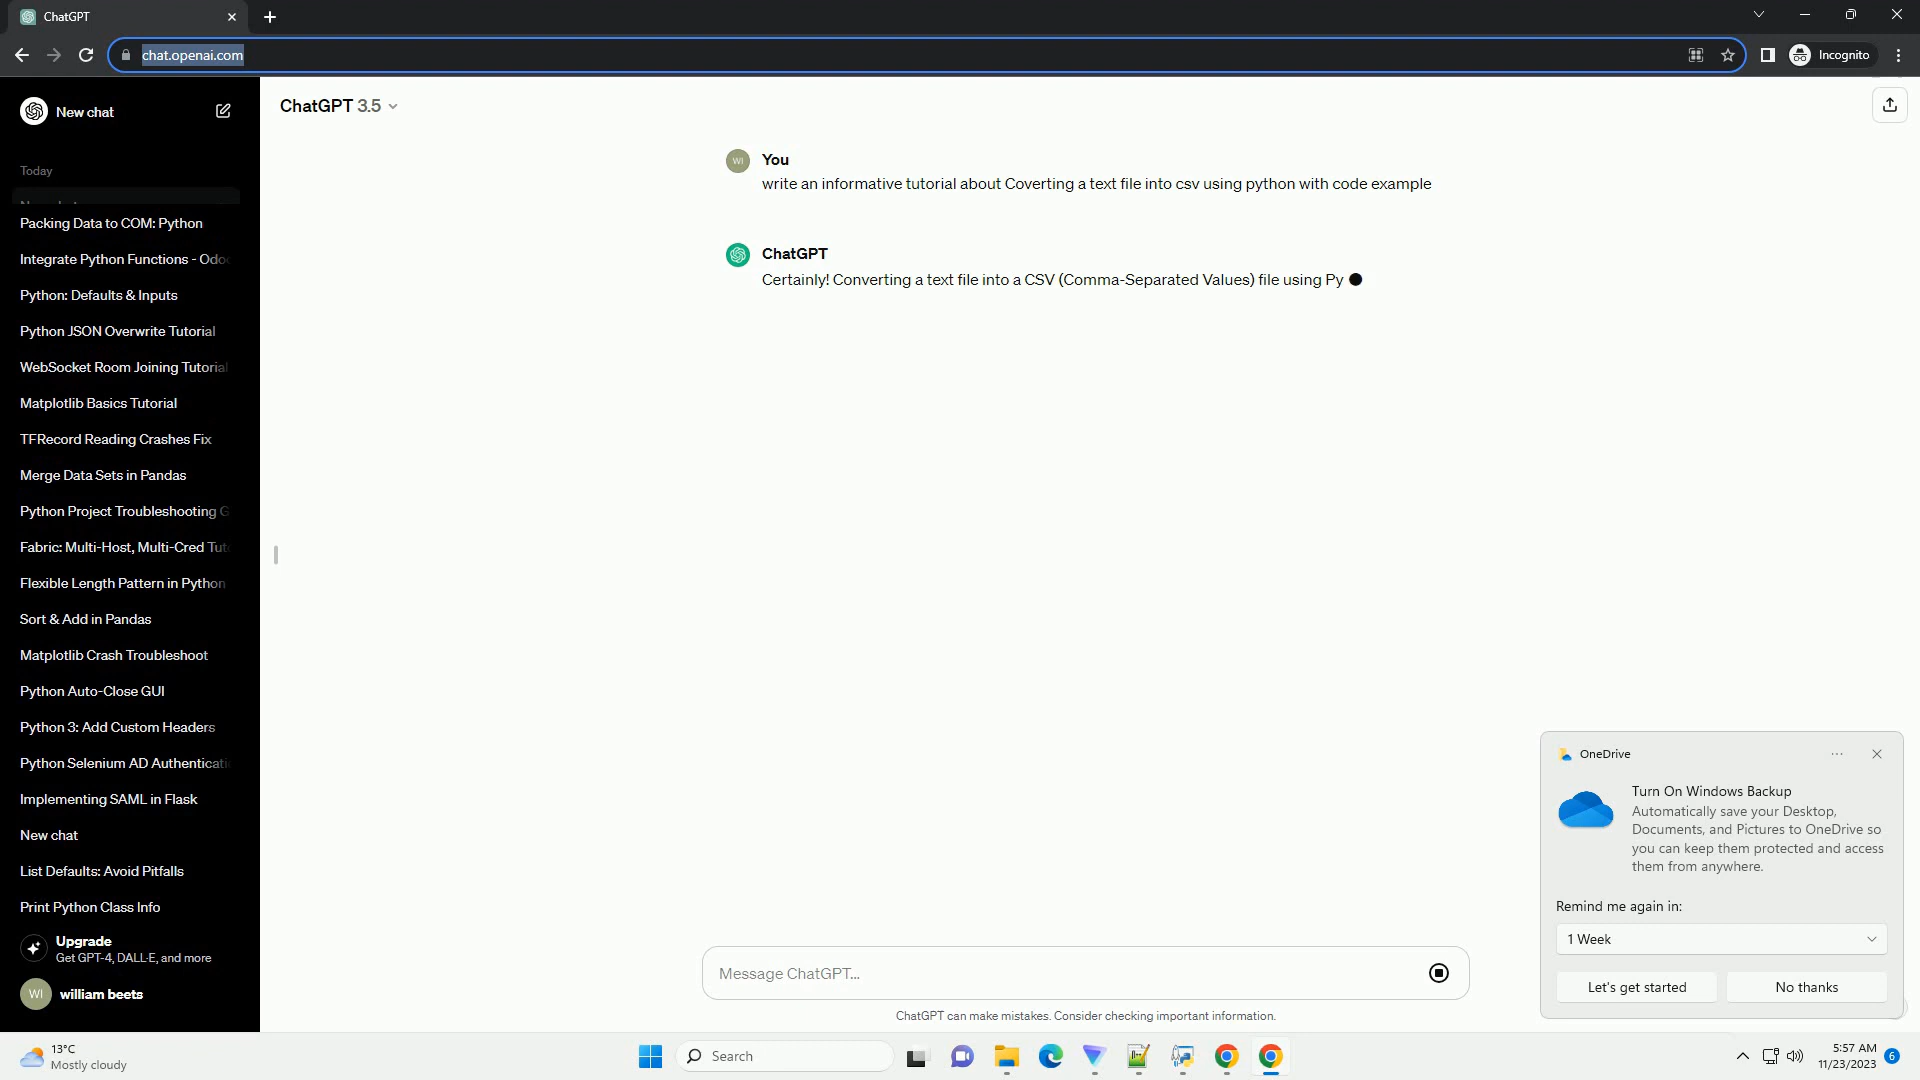 ChatGPT
chat.openai.com
Incognito
New chat
Today
Packing Data to COM: Python
Integrate Python Functions - Odoo
Python: Defaults & Inputs
Python JSON Overwrite Tutorial
WebSocket Room Joining Tutorial
Matplotlib Basics Tutorial
TFRecord Reading Crashes Fix
Merge Data Sets in Pandas
Python Project Troubleshooting G
Fabric: Multi-Host, Multi-Cred Tut
Flexible Length Pattern in Python
Sort & Add in Pandas
Matplotlib Crash Troubleshoot
Python Auto-Close GUI
Python 3: Add Custom Headers
Python Selenium AD Authenticati
Implementing SAML in Flask
New chat
List Defaults: Avoid Pitfalls
Print Python Class Info
Upgrade
Get GPT-4, DALL·E, and more
WI
william beets
ChatGPT 3.5
WI
You
write an informative tutorial about Coverting a text file into csv using python with code example
ChatGPT
Certainly! Converting a text file into a CSV (Comma-Separated Values) file using Py
Message ChatGPT...
ChatGPT can make mistakes. Consider checking important information.
OneDrive
Turn On Windows Backup
Automatically save your Desktop,
Documents, and Pictures to OneDrive so
you can keep them protected and access
them from anywhere.
Remind me again in:
1 Week
Let's get started
No thanks
13°C
Mostly cloudy
Search
5:57 AM
11/23/2023
6